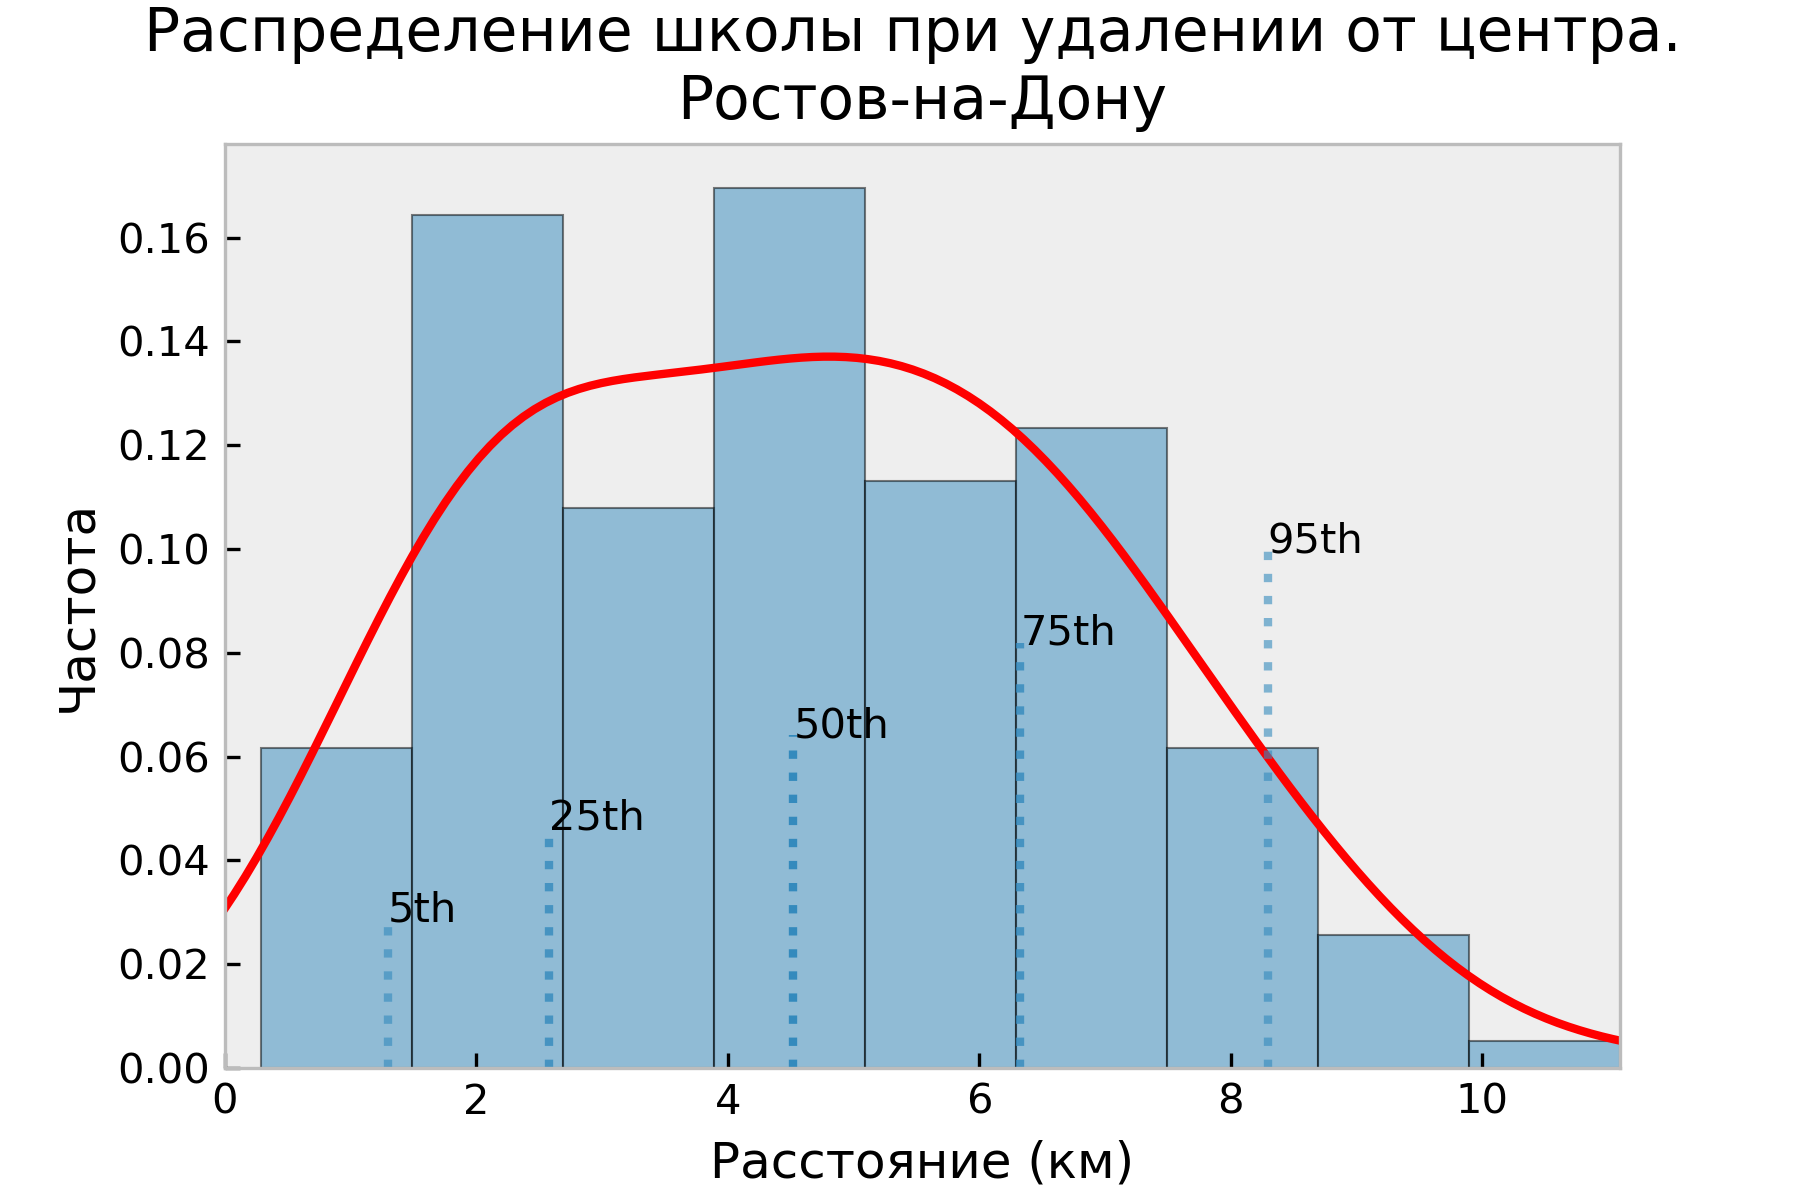 Распределение школы при удалении от центра.
Ростов-на-Дону
0.16
0.14
0.12
0.10
0.08
0.06
0.04
0.02
0.00
Частота
95th
75th
50th
25th
5th
0 2 4 6 8 10
Расстояние (км)